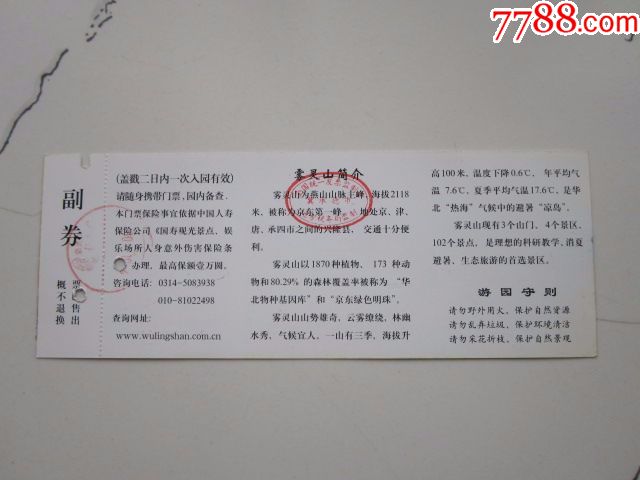 7788.com
副券
票已售出
概不退换
(盖戳二日内一次入园有效)
请随身携带门票,园内备查。
本门票保险事宜依据中国人寿
保险公司《国寿观光景点、娱
乐场所人身意外伤害保险条
办理,最高保额壹万圆。
咨询电话:0314-5083938
010-81022498
查询网址:
www.wulingshan.com.cn
雾灵山简介
雾灵山为燕山山脉主峰,海拔2118
米、被称为京东第一峰。地处京、津、
唐、承四市之间的兴隆县,交通十分便
利。
雾灵山以1870种植物、173种动
物和80.29%的森林覆盖率被称为“华
北物种基因库”和“京东绿色明珠”。
雾灵山山势雄奇,云雾缭绕,林幽
水秀,气候宜人,一山有三季,海拔升
高100米,温度下降0.6℃,年平均气
温7.6℃,夏季平均气温17.6℃,是华
北“热海”气候中的避暑“凉岛”。
雾灵山现有3个山门,4个景区,
102个景点,是理想的科研教学、消夏
避暑、生态旅游的首选景区。
游园守则
请勿野外用火,保护自然资源
请勿乱弃垃圾,保护环境清洁
请勿采花折枝,保护自然景观